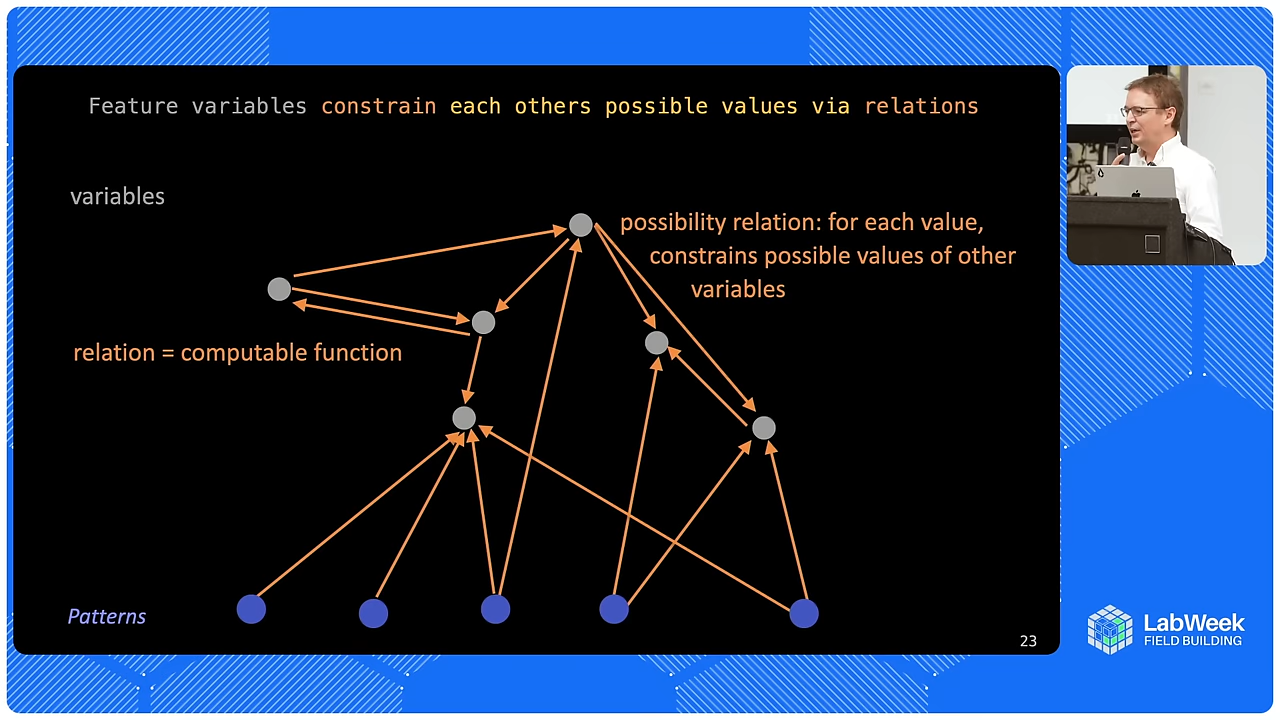 Feature variables constrain each others possible values via relations
variables
possibility relation: for each value,
constrains possible values of other
variables
relation = computable function
Patterns
23
LabWeek
FIELD BUILDING